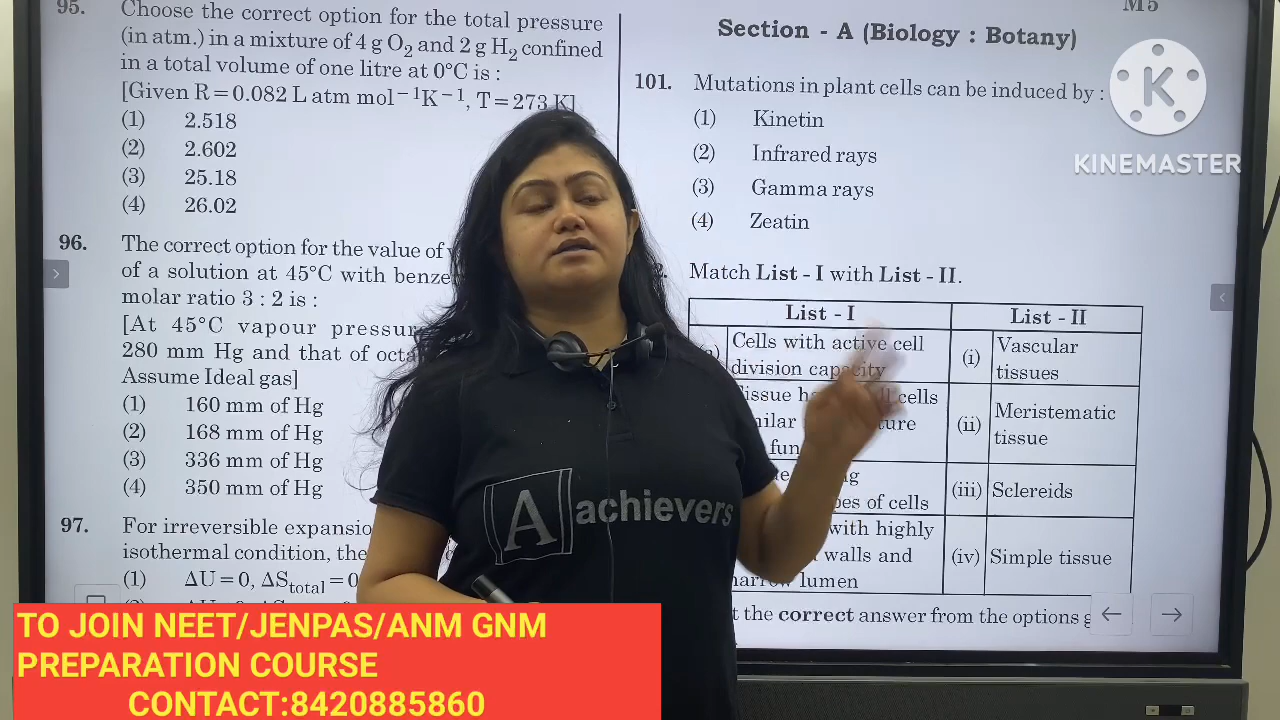 95. Choose the correct option for the total pressure
(in atm.) in a mixture of 4 g O₂ and 2 g H₂ confined
in a total volume of one litre at 0°C is :
[Given R = 0.082 L atm mol⁻¹K⁻¹, T = 273 K]
(1) 2.518
(2) 2.602
(3) 25.18
(4) 26.02
96. The correct option for the value of
of a solution at 45°C with
molar ratio 3 : 2 is :
[At 45°C vapour
280 mm Hg and that of
Assume Ideal gas]
(1) 160 mm of Hg
(2) 168 mm of Hg
(3) 336 mm of Hg
(4) 350 mm of Hg
97. For irreversible
isothermal condition, the
(1) ΔU = 0, ΔS total = 0
M5
Section - A (Biology : Botany)
101. Mutations in plant cells can be induced by :
(1) Kinetin
(2) Infrared rays
(3) Gamma rays
(4) Zeatin
Match List - I with List - II.
List - I List - II
Cells with active cell
division capacity
(i) Vascular
tissues
cells
(ii) Meristematic
tissue
of cells
(iii) Sclereids
with highly
walls and
narrow lumen
(iv) Simple tissue
the correct answer from the options
KINEMASTER
A achievers
TO JOIN NEET/JENPAS/ANM GNM
PREPARATION COURSE
CONTACT:8420885860